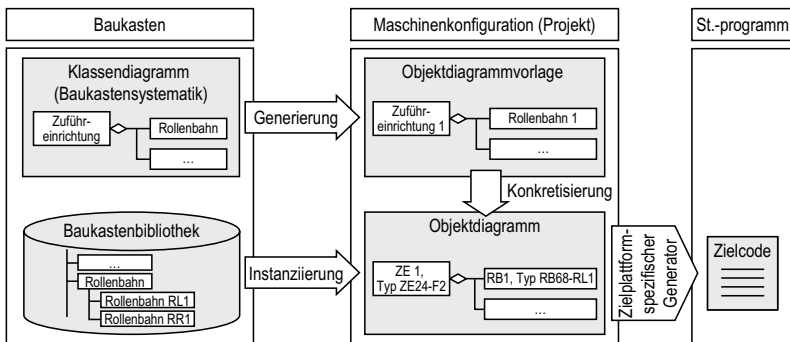 Baukasten
Maschinenkonfiguration (Projekt)
St.-programm
Klassendiagramm
(Baukastensystematik)
Zuführ-
einrichtung
Rollenbahn
…
Generierung
Objektdiagrammvorlage
Zuführ-
einrichtung 1
Rollenbahn 1
…
Konkretisierung
Baukastenbibliothek
…
Rollenbahn
Rollenbahn RL1
Rollenbahn RR1
Instanziierung
Objektdiagramm
ZE 1,
Typ ZE24-F2
RB1, Typ RB68-RL1
…
Zielplattform-
spezifischer
Generator
Zielcode